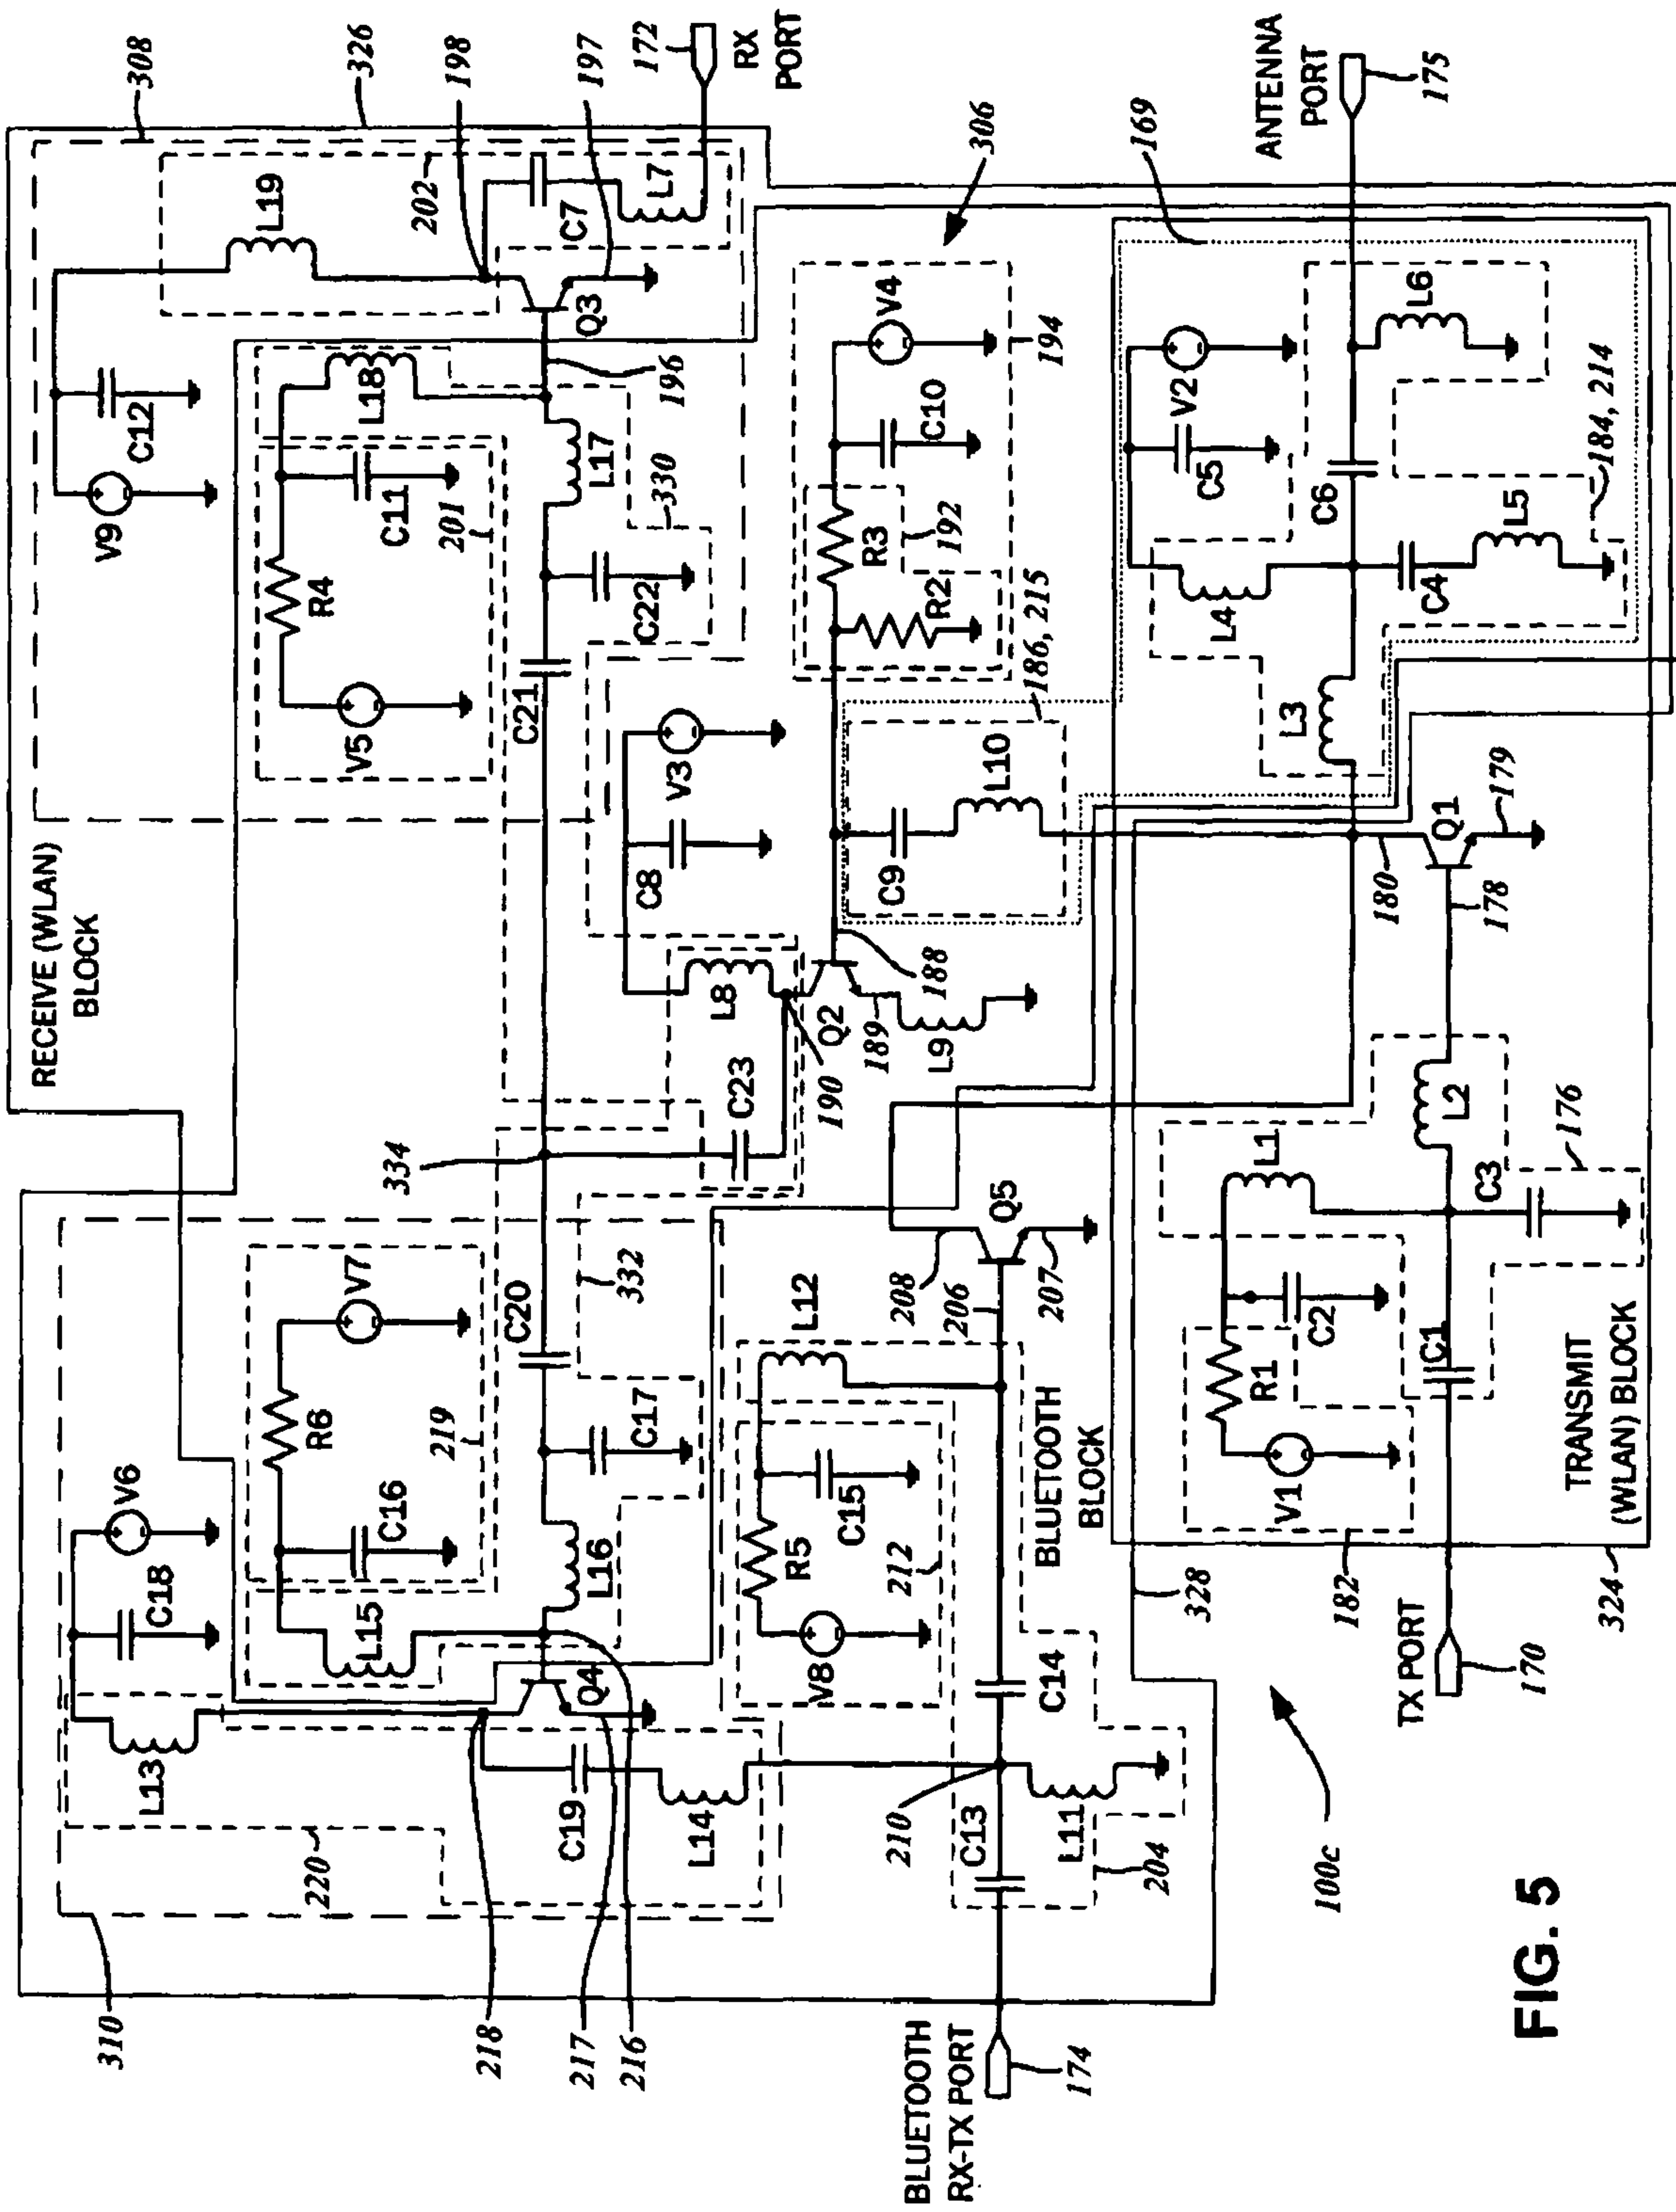 310
V6
C18
L13
220
R6
V7
C16
219
L15
218
217
216
Q4
C19
L14
L16
C17
C20
332
334
RECEIVE (WLAN)
BLOCK
308
326
198
172
RX
PORT
197
V9
C12
L19
202
C7
L7
Q3
R4
V5
C11
201
L18
196
L17
330
C21
C22
C8
V3
L8
C23
190
Q2
189
L9
188
C9
L10
186, 215
R2
R3
192
C10
V4
194
306
169
ANTENNA
PORT
175
V2
C5
L4
L6
C6
L5
C4
184, 214
L3
Q1
179
180
178
BLUETOOTH
RX-TX PORT
174
C13
210
L11
204
C14
R5
V8
C15
212
L12
208
206
207
Q5
BLUETOOTH
BLOCK
328
182
V1
R1
C2
L1
L2
C3
C1
176
TX PORT
170
TRANSMIT
(WLAN) BLOCK
324
100c
FIG. 5